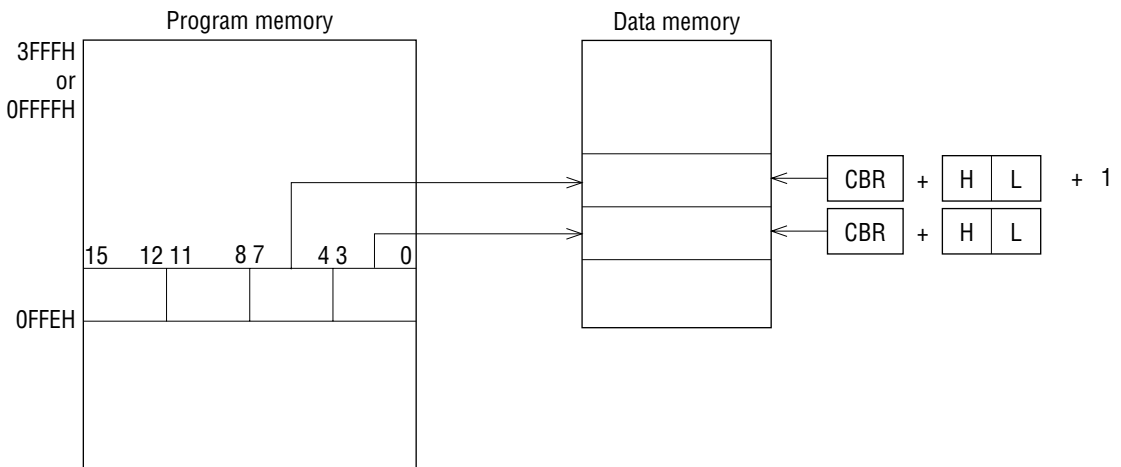 Program memory
Data memory
3FFFH
or
0FFFFH
CBR + H L + 1
CBR + H L
15 12 11 8 7 4 3 0
0FFEH